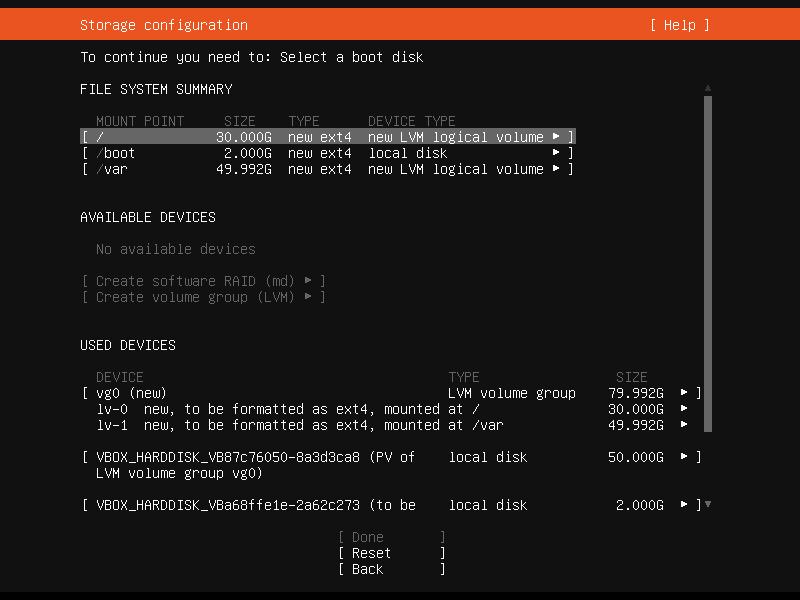 Storage configuration [ Help ]
To continue you need to: Select a boot disk
FILE SYSTEM SUMMARY
MOUNT POINT SIZE TYPE DEVICE TYPE
[ / 30.000G new ext4 new LVM logical volume ▸ ]
[ /boot 2.000G new ext4 local disk ▸ ]
[ /var 49.992G new ext4 new LVM logical volume ▸ ]
AVAILABLE DEVICES
No available devices
[ Create software RAID (md) ▸ ]
[ Create volume group (LVM) ▸ ]
USED DEVICES
DEVICE TYPE SIZE
[ vg0 (new) LVM volume group 79.992G ▸ ]
lv-0 new, to be formatted as ext4, mounted at / 30.000G ▸
lv-1 new, to be formatted as ext4, mounted at /var 49.992G ▸
[ VBOX_HARDDISK_VB87c76050-8a3d3ca8 (PV of local disk 50.000G ▸ ]
LVM volume group vg0)
[ VBOX_HARDDISK_VBa68ffe1e-2a62c273 (to be local disk 2.000G ▸ ]
[ Done ]
[ Reset ]
[ Back ]